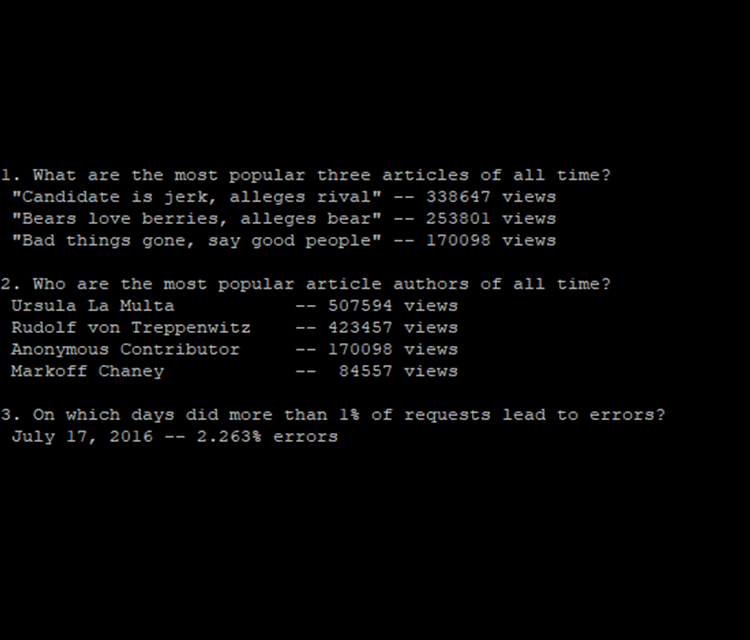 1. What are the most popular three articles of all time?
"Candidate is jerk, alleges rival" -- 338647 views
"Bears love berries, alleges bear" -- 253801 views
"Bad things gone, say good people" -- 170098 views
2. Who are the most popular article authors of all time?
Ursula La Multa -- 507594 views
Rudolf von Treppenwitz -- 423457 views
Anonymous Contributor -- 170098 views
Markoff Chaney -- 84557 views
3. On which days did more than 1% of requests lead to errors?
July 17, 2016 -- 2.263% errors